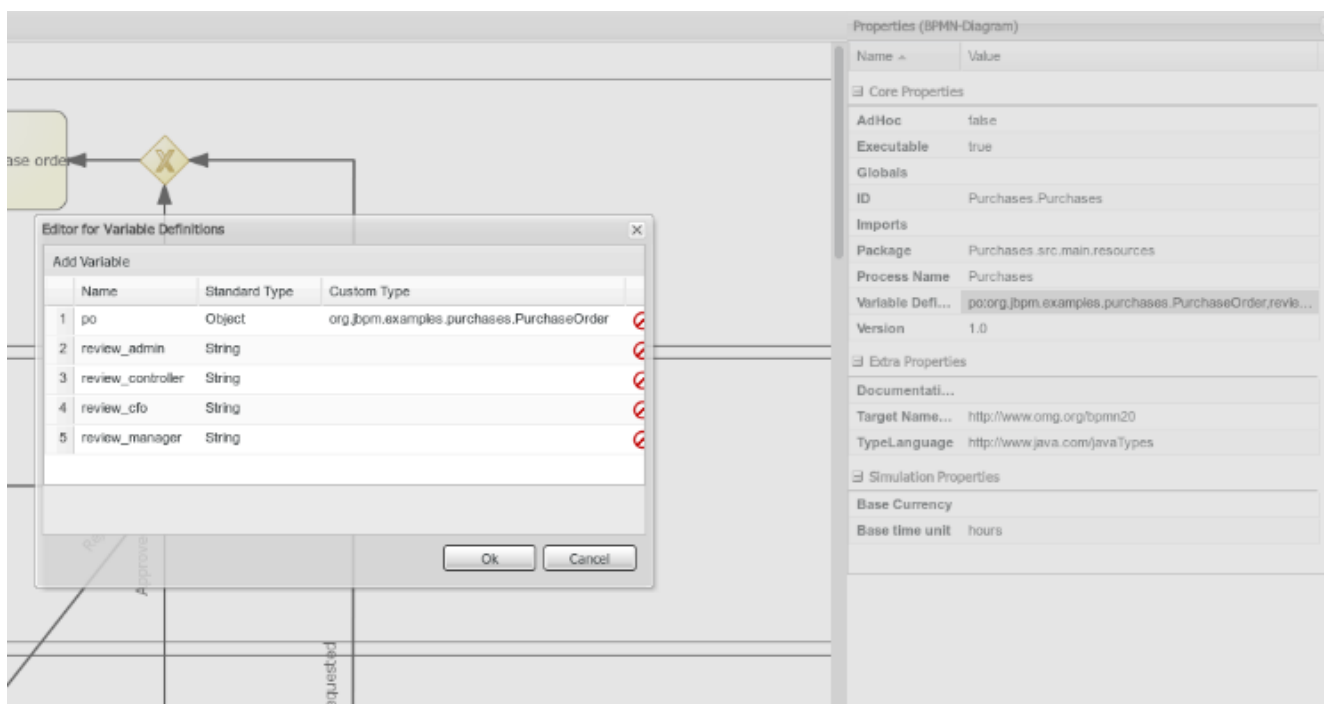 Properties (BPMN-Diagram)
Name Value
Core Properties
AdHoc false
Executable true
Globals
ID Purchases.Purchases
Imports
Package Purchases.src.main.resources
Process Name Purchases
Variable Defi... po:org.jbpm.examples.purchases.PurchaseOrder,revie...
Version 1.0
Extra Properties
Documentati...
Target Name... http://www.omg.org/bpmn20
TypeLanguage http://www.java.com/javaTypes
Simulation Properties
Base Currency
Base time unit hours
ase order
X
Editor for Variable Definitions
Add Variable
Name Standard Type Custom Type
1 po Object org.jbpm.examples.purchases.PurchaseOrder
2 review_admin String
3 review_controller String
4 review_cfo String
5 review_manager String
Ok Cancel
Approve
equested